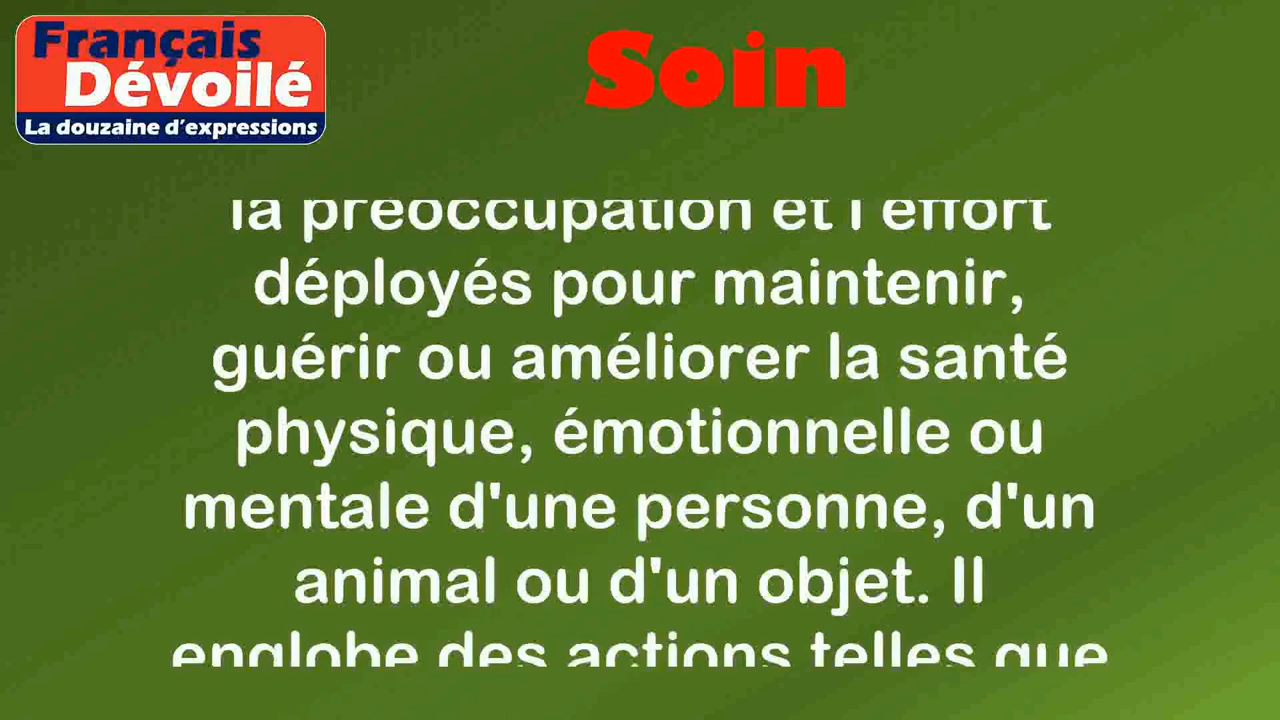 Français
Dévoilé
La douzaine d'expressions
Soin
la préoccupation et l'effort
déployés pour maintenir,
guérir ou améliorer la santé
physique, émotionnelle ou
mentale d'une personne, d'un
animal ou d'un objet. Il
englobe des actions telles que